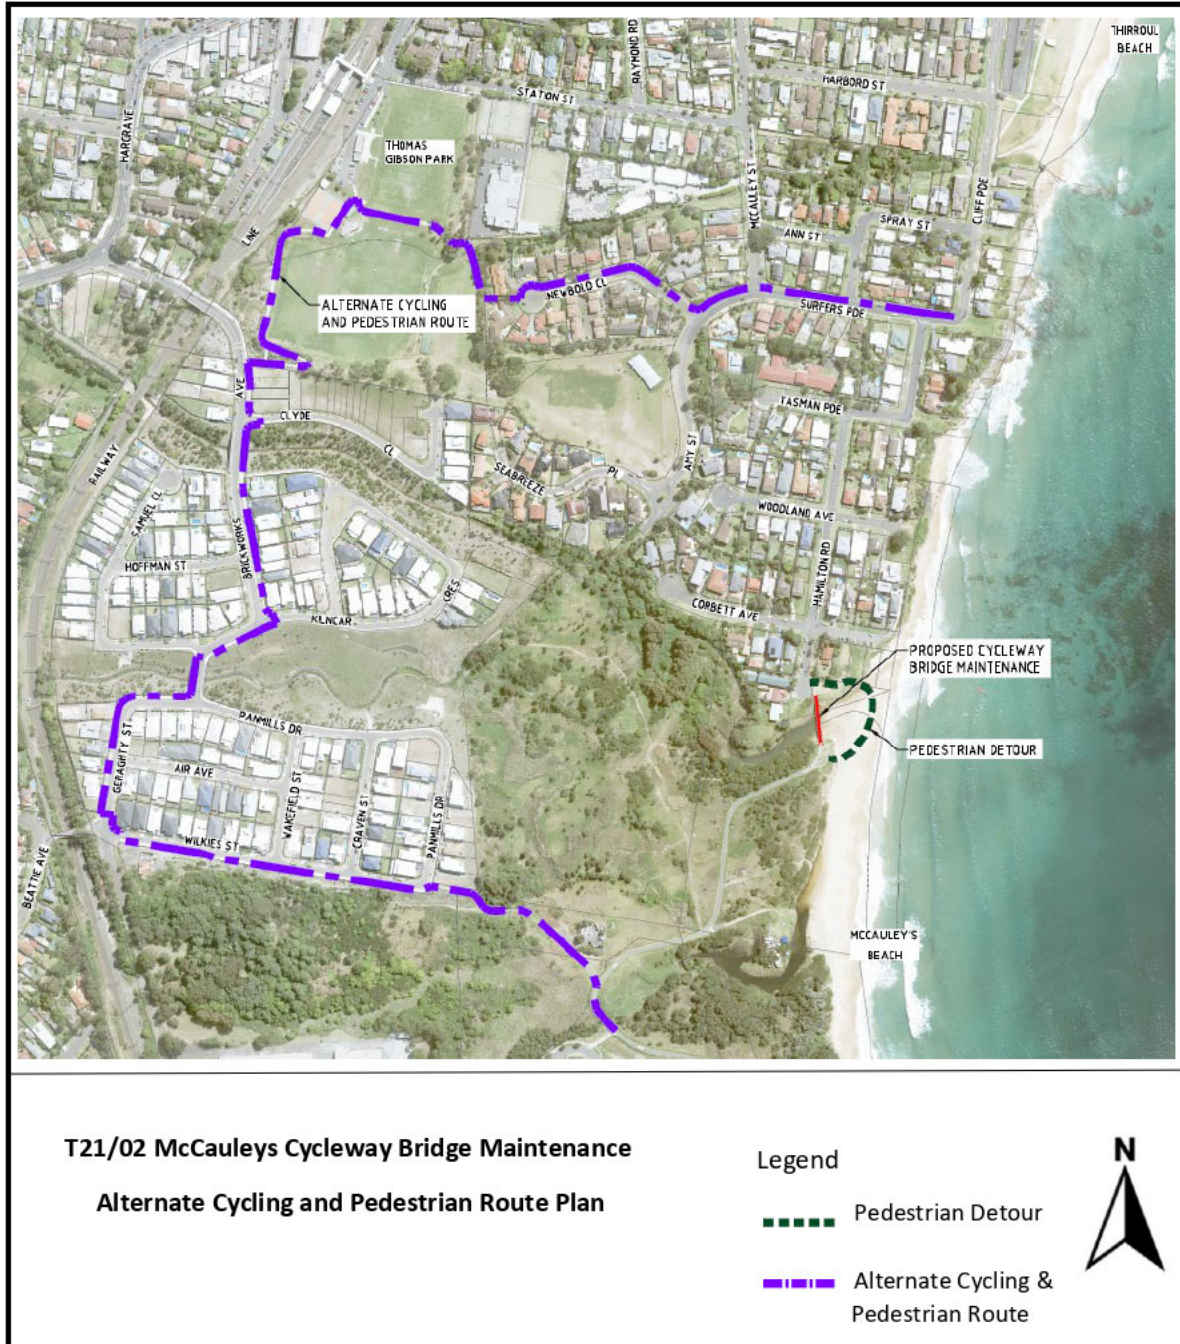 THIRROUL
BEACH
RAYMOND RD
HARBORD ST
STATON ST
HARGRAVE
THOMAS
GIBSON PARK
MCCAULEY ST
CLIFF PDE
SPRAY ST
ANN ST
LINE
NEWBOLD CL
ALTERNATE CYCLING
AND PEDESTRIAN ROUTE
SURFERS PDE
AVE
CLYDE
CL
TASMAN PDE
RAILWAY
AMY ST
SEABREEZE
PL
SAMUEL CL
WOODLAND AVE
BRICKWORKS
HOFFMAN ST
HAMILTON RD
CRES
KILNCAR
CORBETT AVE
PROPOSED CYCLEWAY
BRIDGE MAINTENANCE
PANMILLS DR
GERAGHTY ST
PEDESTRIAN DETOUR
AIR AVE
WAKEFIELD ST
CRAVEN ST
PANMILLS DR
WILKIES ST
BEATTIE AVE
MCCAULEY'S
BEACH
T21/02 McCauleys Cycleway Bridge Maintenance
Alternate Cycling and Pedestrian Route Plan
Legend
N
Pedestrian Detour
Alternate Cycling &
Pedestrian Route